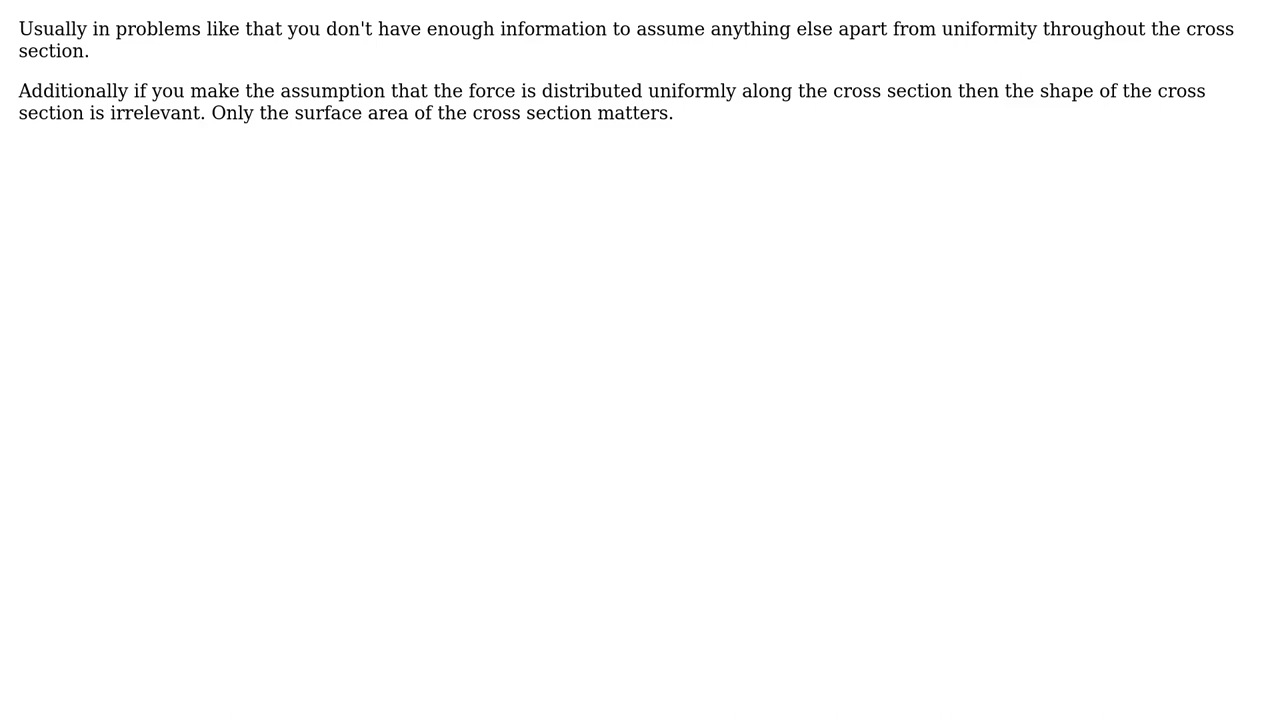 Usually in problems like that you don't have enough information to assume anything else apart from uniformity throughout the cross
section.
Additionally if you make the assumption that the force is distributed uniformly along the cross section then the shape of the cross
section is irrelevant. Only the surface area of the cross section matters.